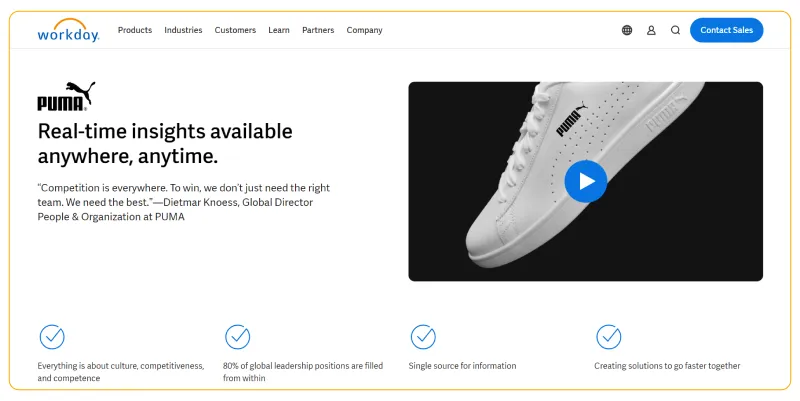 workday.
Products
Industries
Customers
Learn
Partners
Company
Contact Sales
PUMA
Real-time insights available
anywhere, anytime.
“Competition is everywhere. To win, we don’t just need the right
team. We need the best.”—Dietmar Knoess, Global Director
People & Organization at PUMA
PUMA
PUMA
Everything is about culture, competitiveness,
and competence
80% of global leadership positions are filled
from within
Single source for information
Creating solutions to go faster together